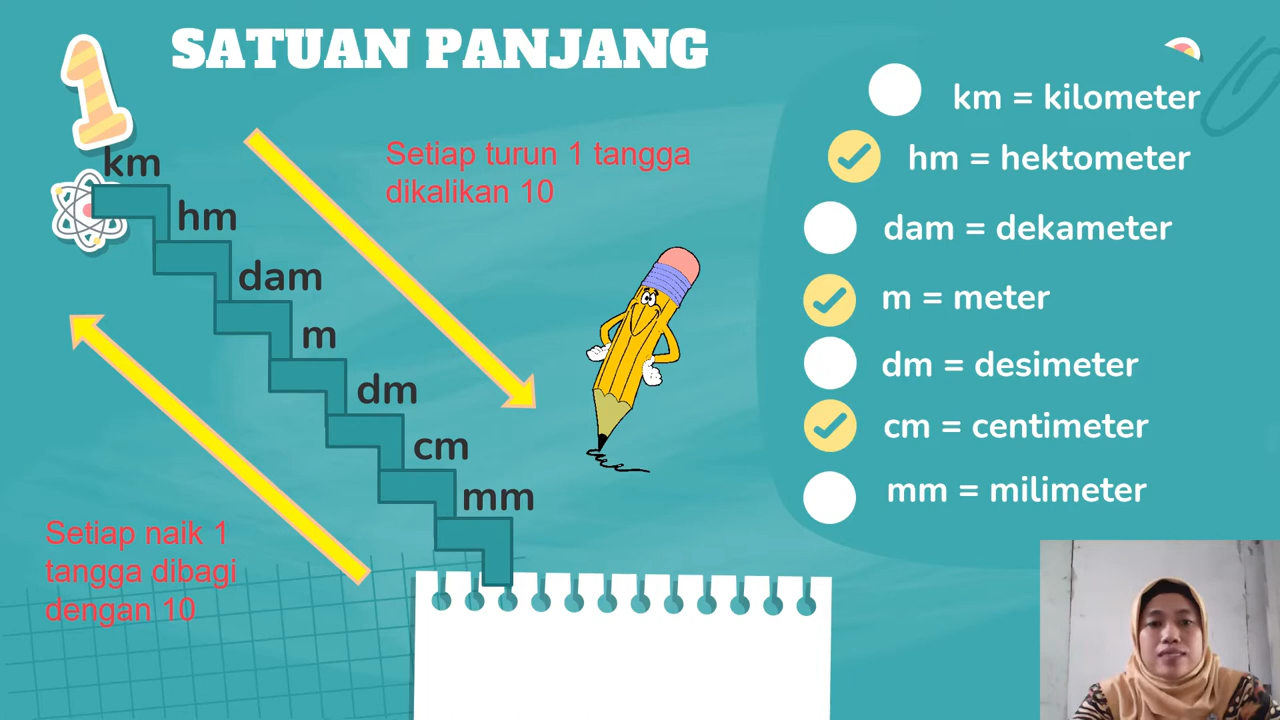 1
SATUAN PANJANG
km
hm
dam
m
dm
cm
mm
Setiap turun 1 tangga
dikalikan 10
Setiap naik 1
tangga dibagi
dengan 10
km = kilometer
hm = hektometer
dam = dekameter
m = meter
dm = desimeter
cm = centimeter
mm = milimeter